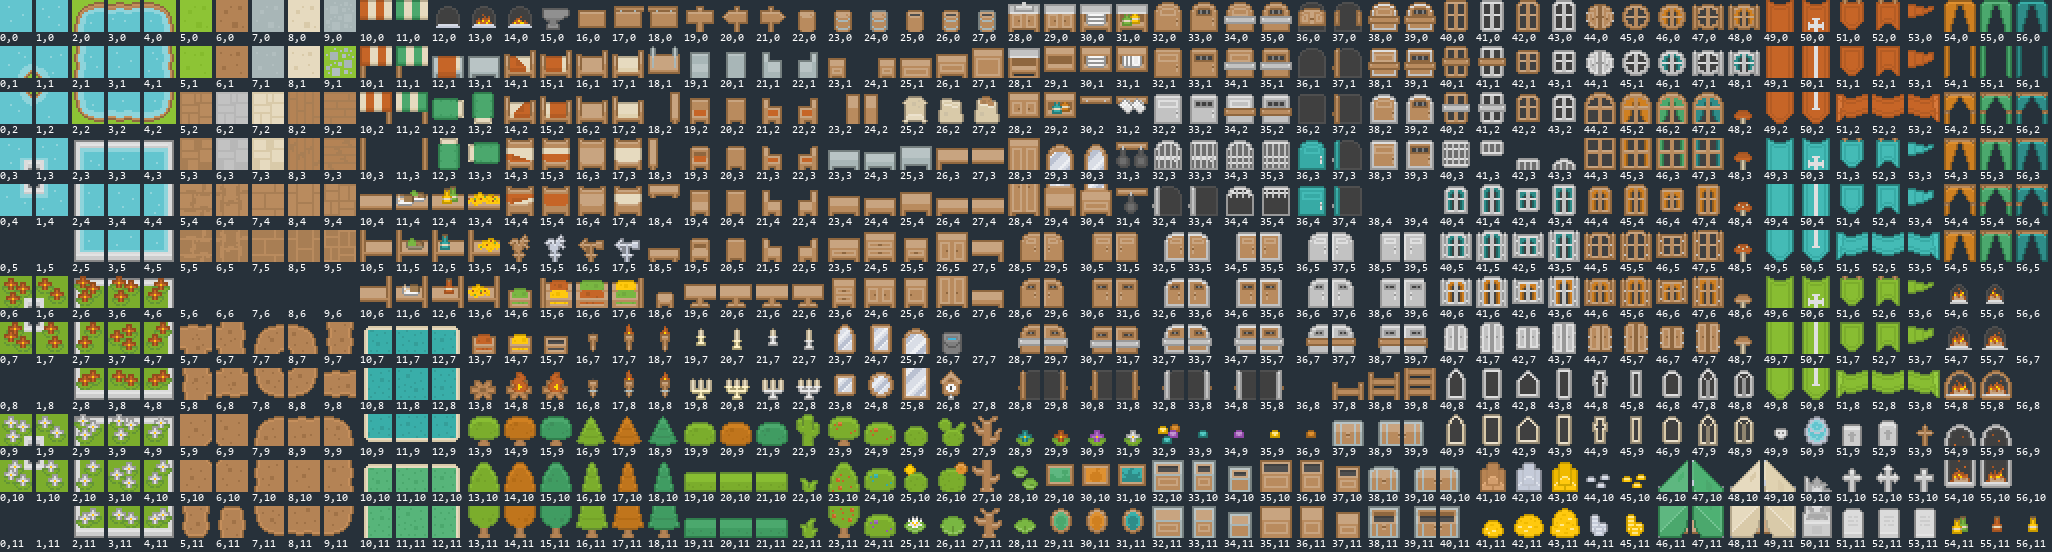 0,0 1,0 2,0 3,0 4,0 5,0 6,0 7,0 8,0 9,0 10,0 11,0 12,0 13,0 14,0 15,0 16,0 17,0 18,0 19,0 20,0 21,0 22,0 23,0 24,0 25,0 26,0 27,0 28,0 29,0 30,0 31,0 32,0 33,0 34,0 35,0 36,0 37,0 38,0 39,0 40,0 41,0 42,0 43,0 44,0 45,0 46,0 47,0 48,0 49,0 50,0 51,0 52,0 53,0 54,0 55,0 56,0
0,1 1,1 2,1 3,1 4,1 5,1 6,1 7,1 8,1 9,1 10,1 11,1 12,1 13,1 14,1 15,1 16,1 17,1 18,1 19,1 20,1 21,1 22,1 23,1 24,1 25,1 26,1 27,1 28,1 29,1 30,1 31,1 32,1 33,1 34,1 35,1 36,1 37,1 38,1 39,1 40,1 41,1 42,1 43,1 44,1 45,1 46,1 47,1 48,1 49,1 50,1 51,1 52,1 53,1 54,1 55,1 56,1
0,2 1,2 2,2 3,2 4,2 5,2 6,2 7,2 8,2 9,2 10,2 11,2 12,2 13,2 14,2 15,2 16,2 17,2 18,2 19,2 20,2 21,2 22,2 23,2 24,2 25,2 26,2 27,2 28,2 29,2 30,2 31,2 32,2 33,2 34,2 35,2 36,2 37,2 38,2 39,2 40,2 41,2 42,2 43,2 44,2 45,2 46,2 47,2 48,2 49,2 50,2 51,2 52,2 53,2 54,2 55,2 56,2
0,3 1,3 2,3 3,3 4,3 5,3 6,3 7,3 8,3 9,3 10,3 11,3 12,3 13,3 14,3 15,3 16,3 17,3 18,3 19,3 20,3 21,3 22,3 23,3 24,3 25,3 26,3 27,3 28,3 29,3 30,3 31,3 32,3 33,3 34,3 35,3 36,3 37,3 38,3 39,3 40,3 41,3 42,3 43,3 44,3 45,3 46,3 47,3 48,3 49,3 50,3 51,3 52,3 53,3 54,3 55,3 56,3
0,4 1,4 2,4 3,4 4,4 5,4 6,4 7,4 8,4 9,4 10,4 11,4 12,4 13,4 14,4 15,4 16,4 17,4 18,4 19,4 20,4 21,4 22,4 23,4 24,4 25,4 26,4 27,4 28,4 29,4 30,4 31,4 32,4 33,4 34,4 35,4 36,4 37,4 38,4 39,4 40,4 41,4 42,4 43,4 44,4 45,4 46,4 47,4 48,4 49,4 50,4 51,4 52,4 53,4 54,4 55,4 56,4
0,5 1,5 2,5 3,5 4,5 5,5 6,5 7,5 8,5 9,5 10,5 11,5 12,5 13,5 14,5 15,5 16,5 17,5 18,5 19,5 20,5 21,5 22,5 23,5 24,5 25,5 26,5 27,5 28,5 29,5 30,5 31,5 32,5 33,5 34,5 35,5 36,5 37,5 38,5 39,5 40,5 41,5 42,5 43,5 44,5 45,5 46,5 47,5 48,5 49,5 50,5 51,5 52,5 53,5 54,5 55,5 56,5
0,6 1,6 2,6 3,6 4,6 5,6 6,6 7,6 8,6 9,6 10,6 11,6 12,6 13,6 14,6 15,6 16,6 17,6 18,6 19,6 20,6 21,6 22,6 23,6 24,6 25,6 26,6 27,6 28,6 29,6 30,6 31,6 32,6 33,6 34,6 35,6 36,6 37,6 38,6 39,6 40,6 41,6 42,6 43,6 44,6 45,6 46,6 47,6 48,6 49,6 50,6 51,6 52,6 53,6 54,6 55,6 56,6
0,7 1,7 2,7 3,7 4,7 5,7 6,7 7,7 8,7 9,7 10,7 11,7 12,7 13,7 14,7 15,7 16,7 17,7 18,7 19,7 20,7 21,7 22,7 23,7 24,7 25,7 26,7 27,7 28,7 29,7 30,7 31,7 32,7 33,7 34,7 35,7 36,7 37,7 38,7 39,7 40,7 41,7 42,7 43,7 44,7 45,7 46,7 47,7 48,7 49,7 50,7 51,7 52,7 53,7 54,7 55,7 56,7
0,8 1,8 2,8 3,8 4,8 5,8 6,8 7,8 8,8 9,8 10,8 11,8 12,8 13,8 14,8 15,8 16,8 17,8 18,8 19,8 20,8 21,8 22,8 23,8 24,8 25,8 26,8 27,8 28,8 29,8 30,8 31,8 32,8 33,8 34,8 35,8 36,8 37,8 38,8 39,8 40,8 41,8 42,8 43,8 44,8 45,8 46,8 47,8 48,8 49,8 50,8 51,8 52,8 53,8 54,8 55,8 56,8
0,9 1,9 2,9 3,9 4,9 5,9 6,9 7,9 8,9 9,9 10,9 11,9 12,9 13,9 14,9 15,9 16,9 17,9 18,9 19,9 20,9 21,9 22,9 23,9 24,9 25,9 26,9 27,9 28,9 29,9 30,9 31,9 32,9 33,9 34,9 35,9 36,9 37,9 38,9 39,9 40,9 41,9 42,9 43,9 44,9 45,9 46,9 47,9 48,9 49,9 50,9 51,9 52,9 53,9 54,9 55,9 56,9
0,10 1,10 2,10 3,10 4,10 5,10 6,10 7,10 8,10 9,10 10,10 11,10 12,10 13,10 14,10 15,10 16,10 17,10 18,10 19,10 20,10 21,10 22,10 23,10 24,10 25,10 26,10 27,10 28,10 29,10 30,10 31,10 32,10 33,10 34,10 35,10 36,10 37,10 38,10 39,10 40,10 41,10 42,10 43,10 44,10 45,10 46,10 47,10 48,10 49,10 50,10 51,10 52,10 53,10 54,10 55,10 56,10
0,11 1,11 2,11 3,11 4,11 5,11 6,11 7,11 8,11 9,11 10,11 11,11 12,11 13,11 14,11 15,11 16,11 17,11 18,11 19,11 20,11 21,11 22,11 23,11 24,11 25,11 26,11 27,11 28,11 29,11 30,11 31,11 32,11 33,11 34,11 35,11 36,11 37,11 38,11 39,11 40,11 41,11 42,11 43,11 44,11 45,11 46,11 47,11 48,11 49,11 50,11 51,11 52,11 53,11 54,11 55,11 56,11